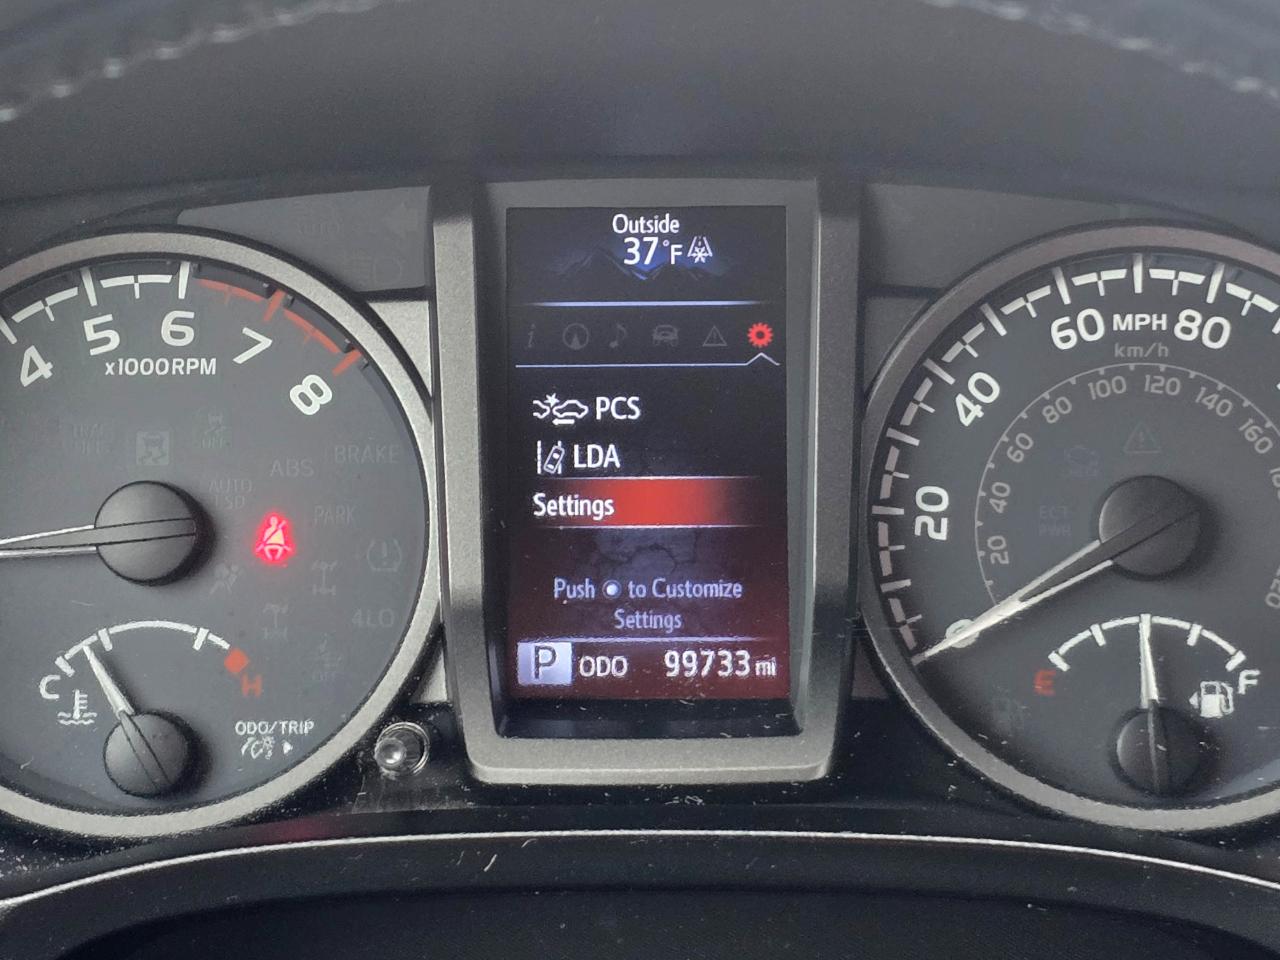 Outside
37°F
i
PCS
LDA
Settings
Push to Customize
Settings
P ODO 99733 mi
4 5 6 7 8
x1000RPM
ABS
BRAKE
AUTO
PARK
4LO
C
H
ODO/TRIP
0 20 40 60 MPH 80
km/h
20 40 60 80 100 120 140 160
ECT
PWR
E
F